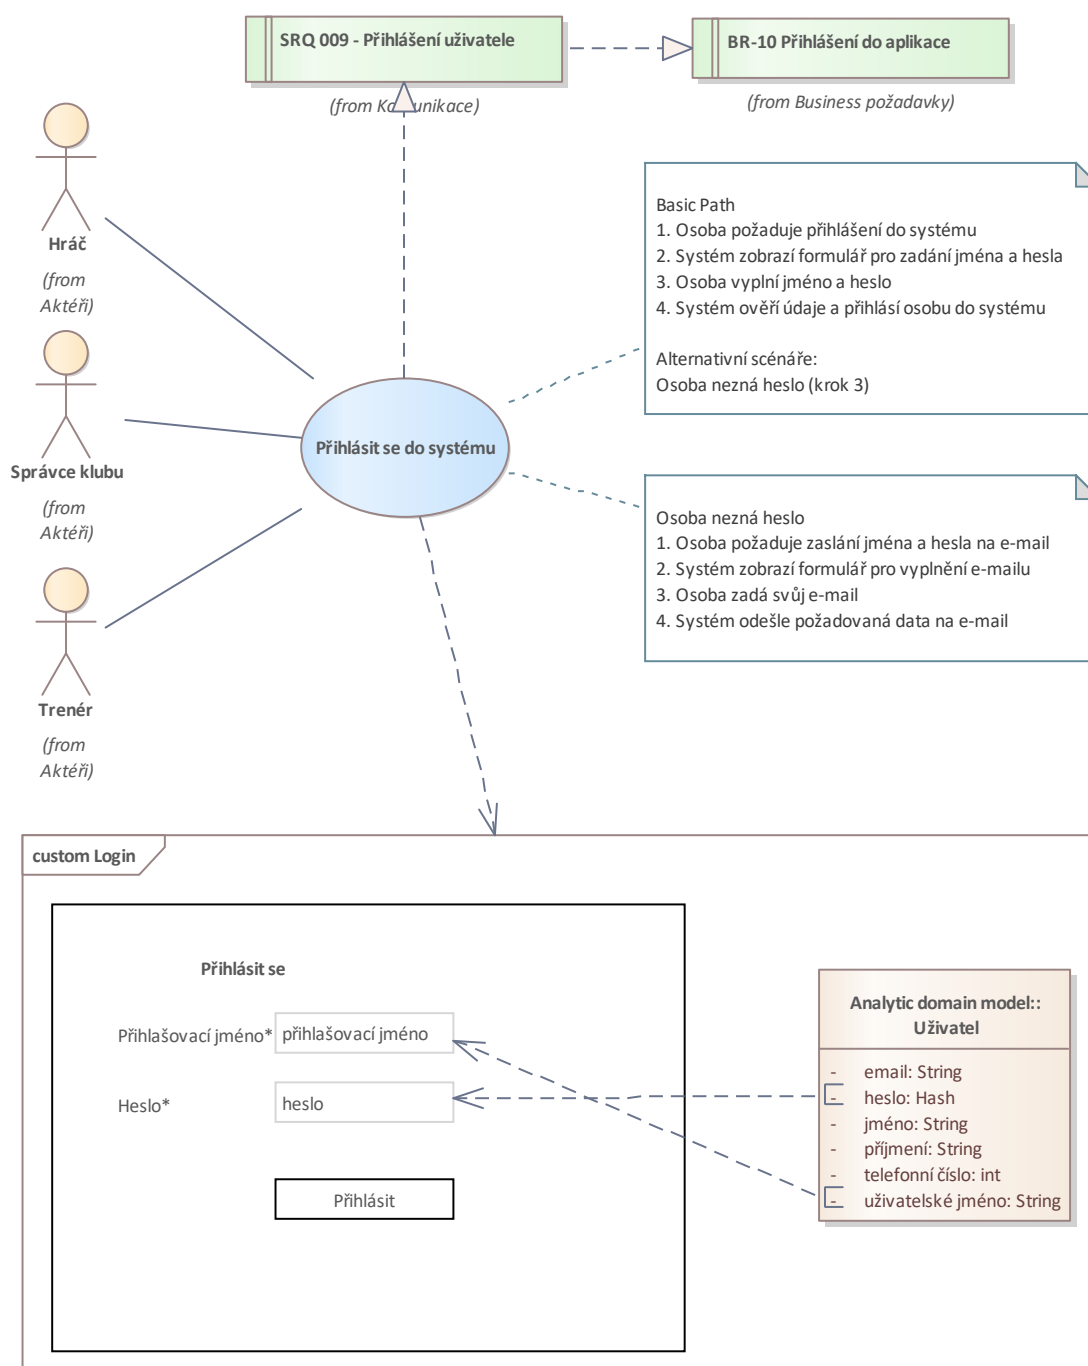 SRQ 009 - Přihlášení uživatele
(from Komunikace)
BR-10 Přihlášení do aplikace
(from Business požadavky)
Hráč
(from
Aktéři)
Správce klubu
(from
Aktéři)
Trenér
(from
Aktéři)
Přihlásit se do systému
Basic Path
1. Osoba požaduje přihlášení do systému
2. Systém zobrazí formulář pro zadání jména a hesla
3. Osoba vyplní jméno a heslo
4. Systém ověří údaje a přihlásí osobu do systému
Alternativní scénáře:
Osoba nezná heslo (krok 3)
Osoba nezná heslo
1. Osoba požaduje zaslání jména a hesla na e-mail
2. Systém zobrazí formulář pro vyplnění e-mailu
3. Osoba zadá svůj e-mail
4. Systém odešle požadovaná data na e-mail
custom Login
Přihlásit se
Přihlašovací jméno* přihlašovací jméno
Heslo* heslo
Přihlásit
Analytic domain model::
Uživatel
- email: String
- heslo: Hash
- jméno: String
- příjmení: String
- telefonní číslo: int
- uživatelské jméno: String